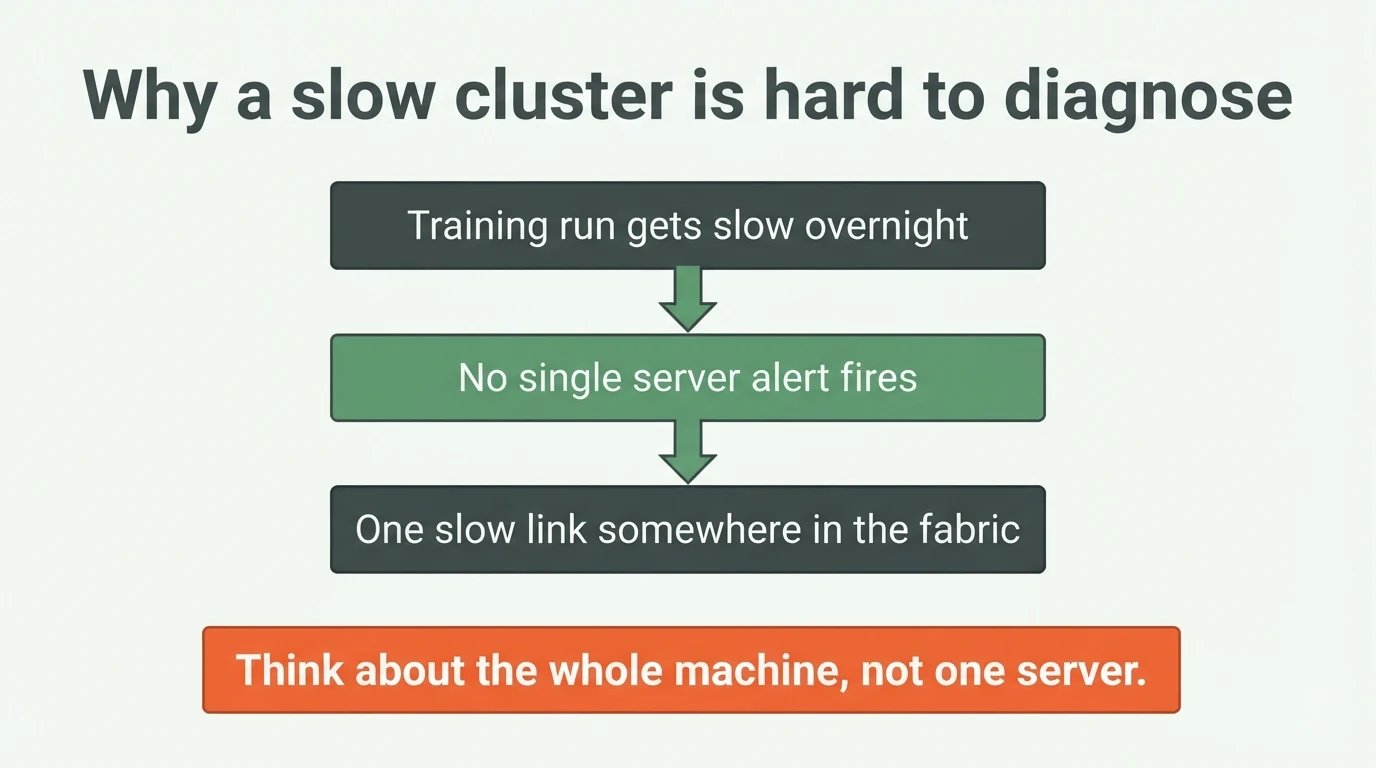 Why a slow cluster is hard to diagnose
Training run gets slow overnight
No single server alert fires
One slow link somewhere in the fabric
Think about the whole machine, not one server.